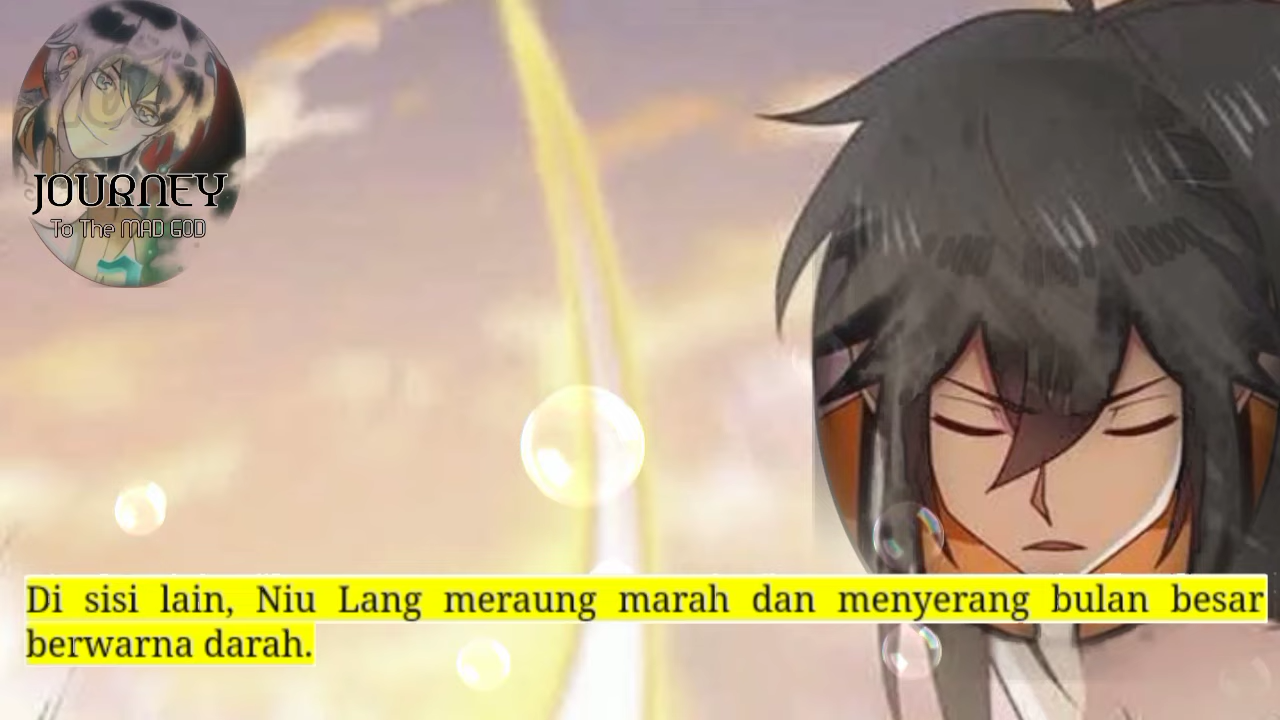 JOURNEY
To The MAD GOD
Di sisi lain, Niu Lang meraung marah dan menyerang bulan besar
berwarna darah.